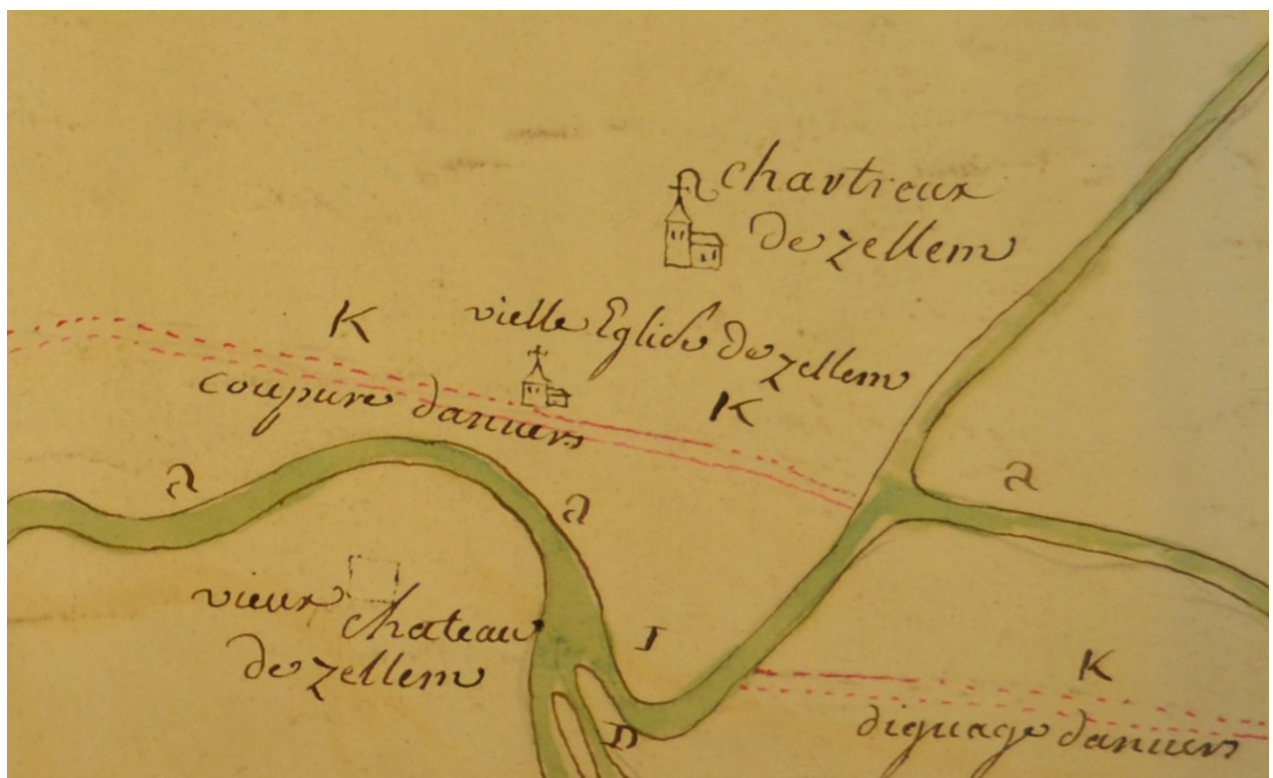 chartreux
de zellem
K
vielle Eglise de zellem
K
coupure danuers
a
a
a
vieux
chateau
de zellem
I
K
D
diguage danuers